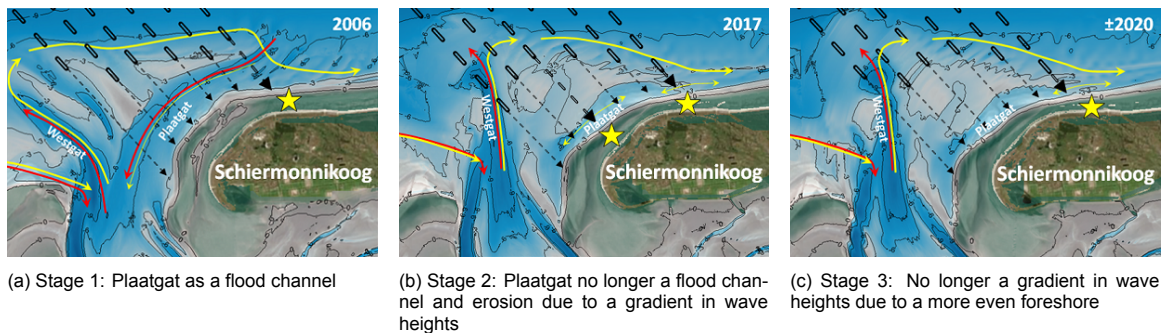 2006
Westgat
Plaatgat
Schiermonnikoog
2017
Westgat
Plaatgat
Schiermonnikoog
±2020
Westgat
Plaatgat
Schiermonnikoog
(a) Stage 1: Plaatgat as a flood channel
(b) Stage 2: Plaatgat no longer a flood chan-
nel and erosion due to a gradient in wave
heights
(c) Stage 3: No longer a gradient in wave
heights due to a more even foreshore